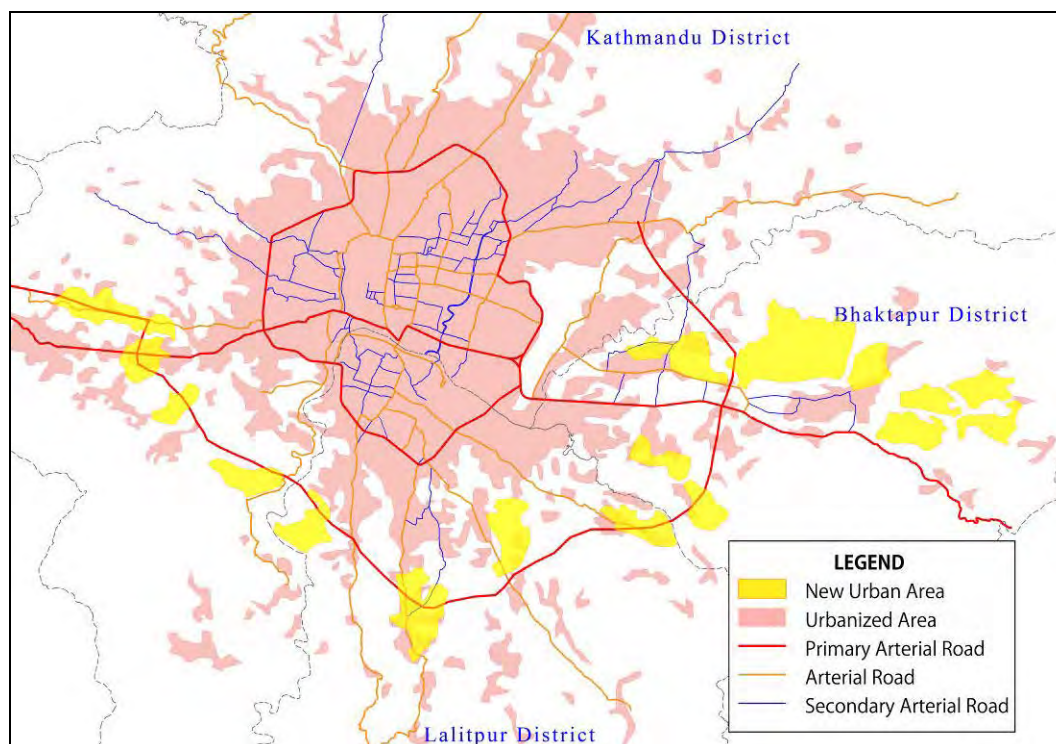 Kathmandu District
Bhaktapur District
LEGEND
New Urban Area
Urbanized Area
Primary Arterial Road
Arterial Road
Secondary Arterial Road
Lalitpur District